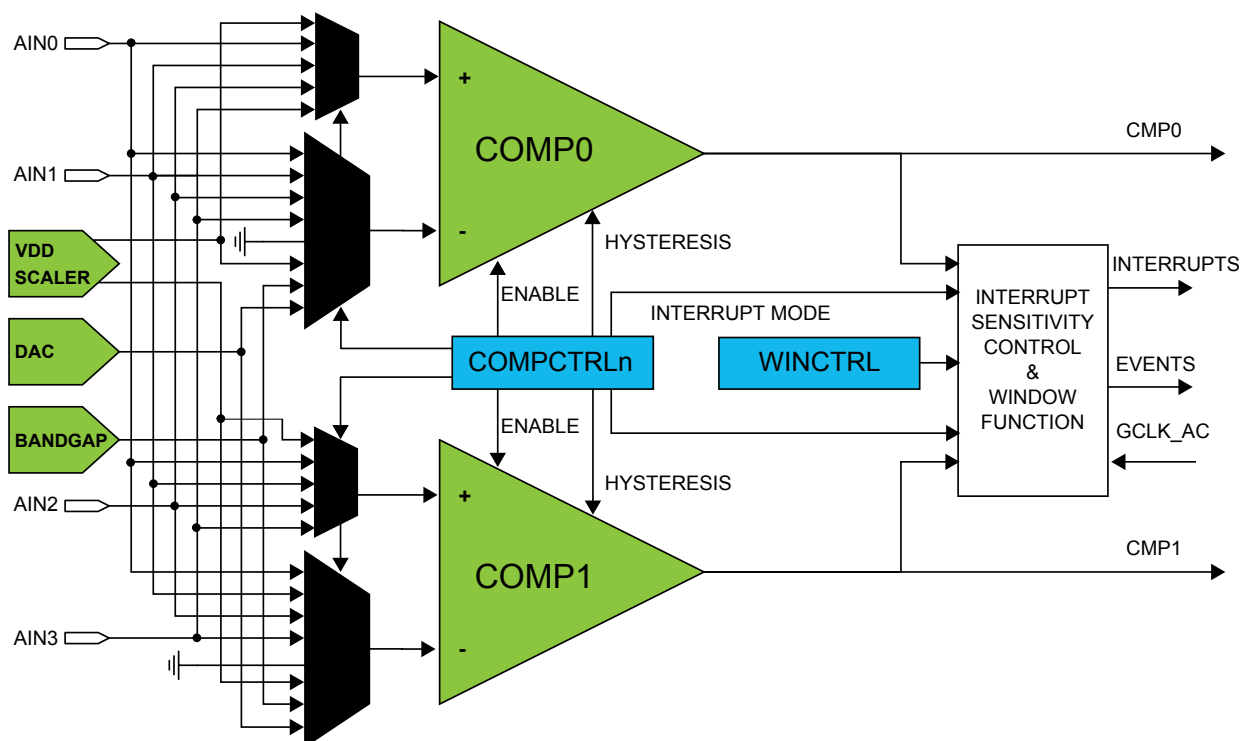 AIN0
+
COMP0
CMP0
AIN1
-
HYSTERESIS
VDD
SCALER
ENABLE
INTERRUPT MODE
INTERRUPT
SENSITIVITY
CONTROL
&
WINDOW
FUNCTION
INTERRUPTS
DAC
COMPCTRLn
WINCTRL
EVENTS
BANDGAP
ENABLE
GCLK_AC
HYSTERESIS
AIN2
+
COMP1
CMP1
AIN3
-